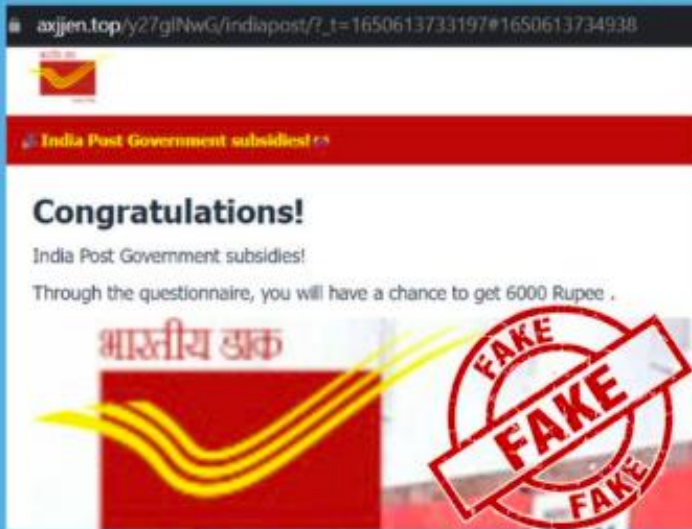 axjjen.top/y27glNwG/indiapost/?_t=1650613733197#1650613734938
India Post Government subsidies!
Congratulations!
India Post Government subsidies!
Through the questionnaire, you will have a chance to get 6000 Rupee .
भारतीय डाक
FAKE
FAKE
FAKE